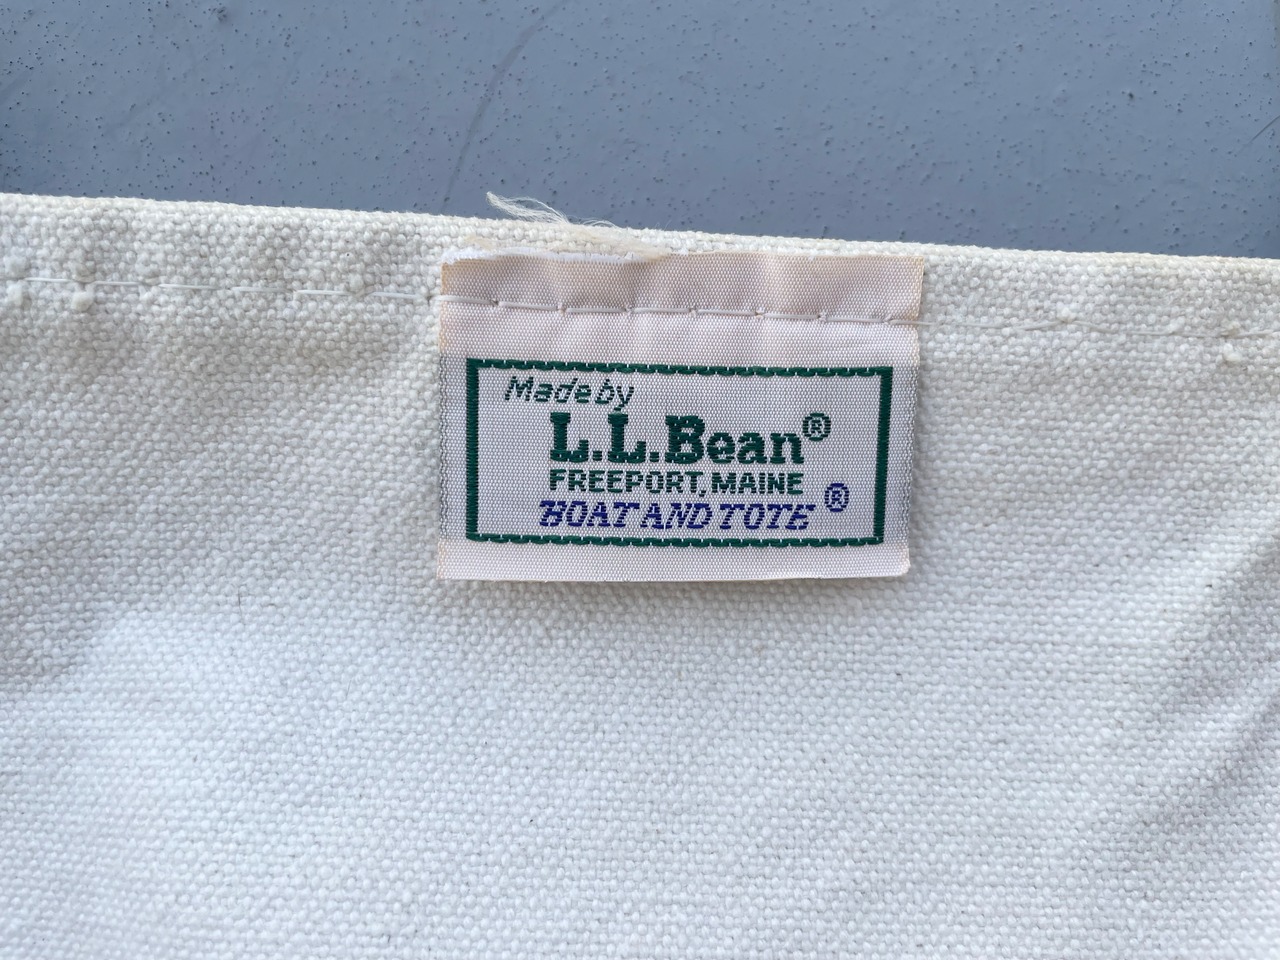 Made by
L.L.Bean®
FREEPORT, MAINE
BOAT AND TOTE®